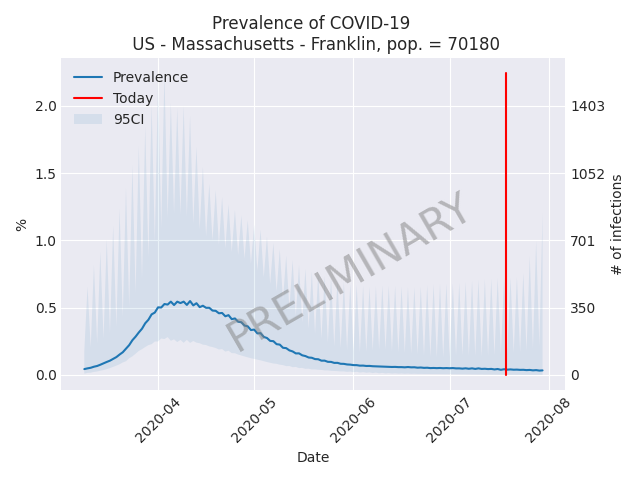 Prevalence of COVID-19
US - Massachusetts - Franklin, pop. = 70180
Prevalence
Today
95CI
2.0
1.5
1.0
0.5
0.0
%
1403
1052
701
350
0
# of infections
PRELIMINARY
2020-04
2020-05
2020-06
2020-07
2020-08
Date